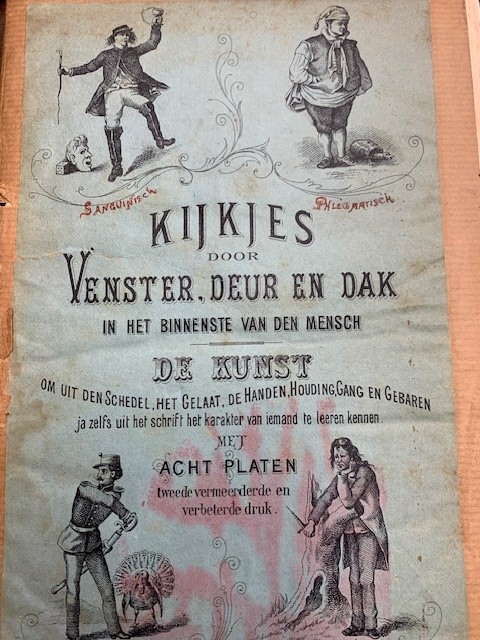 SANGUINISCH PHLEGMATISCH
KIJKJES
DOOR
VENSTER, DEUR EN DAK
IN HET BINNENSTE VAN DEN MENSCH
DE KUNST
OM UIT DEN SCHEDEL, HET GELAAT, DE HANDEN, HOUDING, GANG EN GEBAREN
ja zelfs uit het schrift het karakter van iemand te leeren kennen.
MET
ACHT PLATEN
tweede vermeerderde en
verbeterde druk.